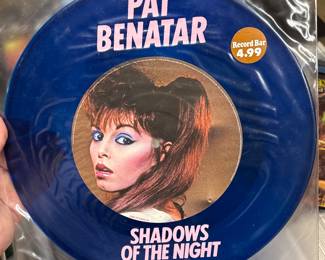 PAT
BENATAR
Record Bar
4.99
SHADOWS
OF THE NIGHT